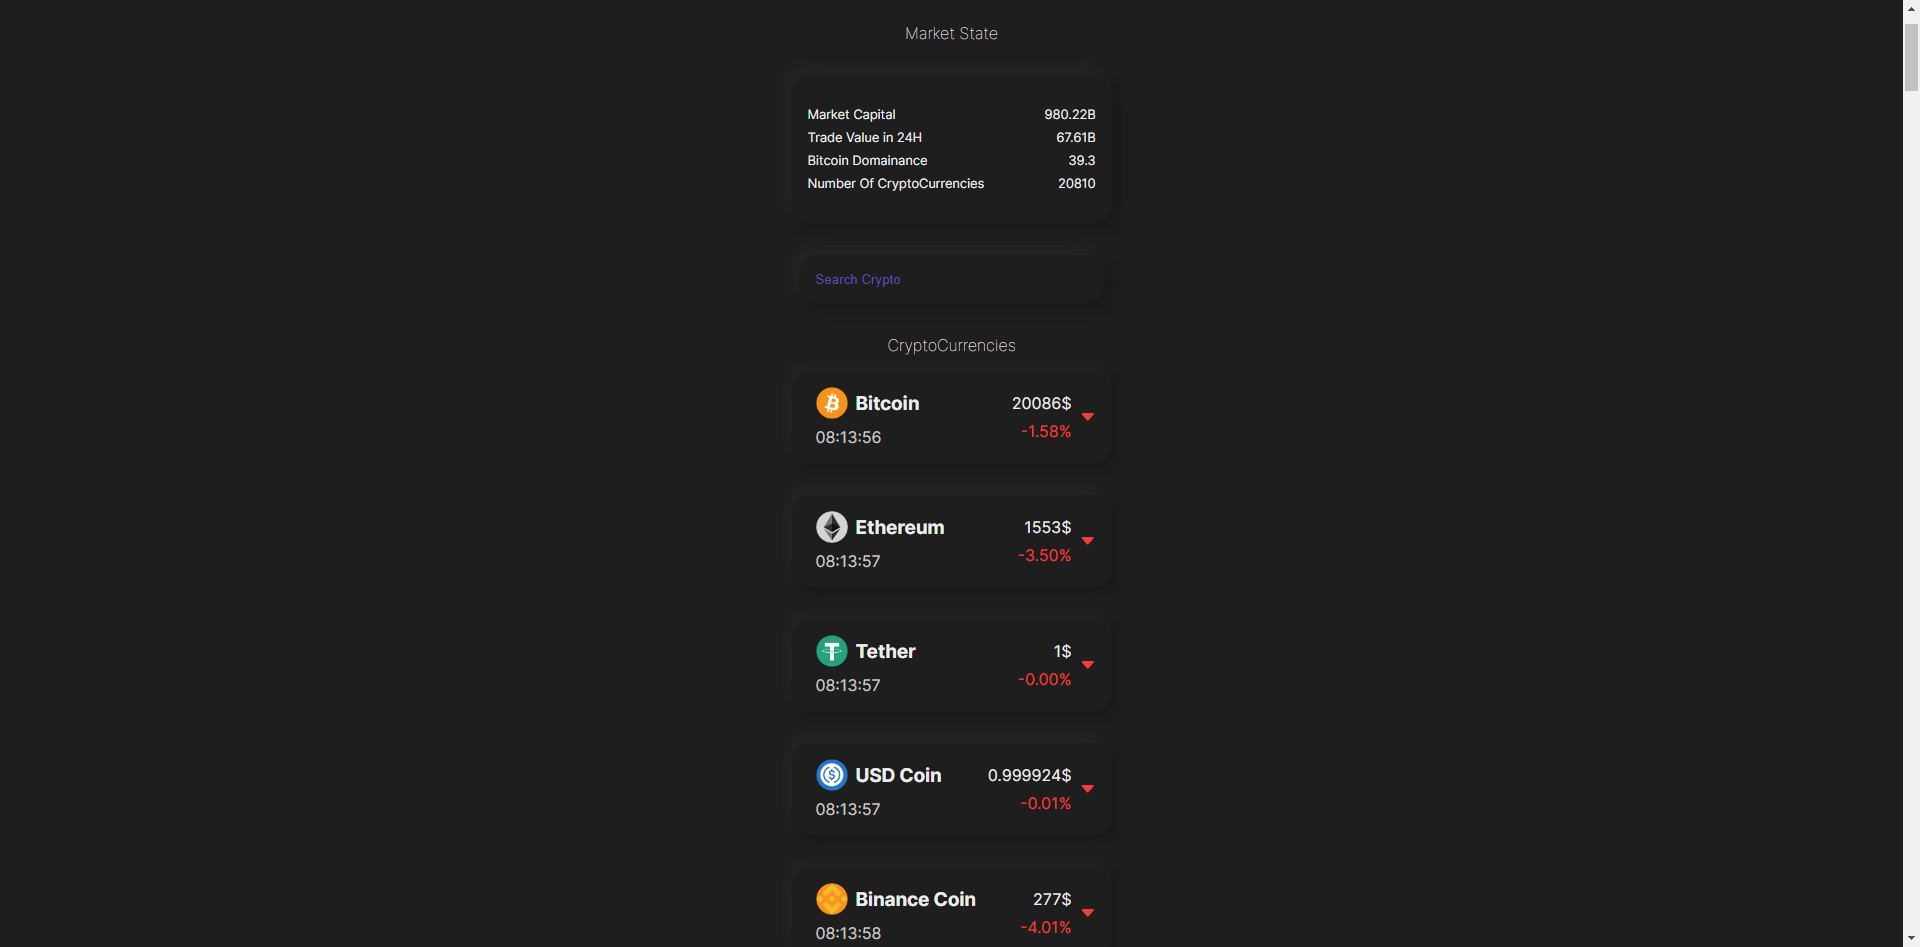 Market State
Market Capital 980.22B
Trade Value in 24H 67.61B
Bitcoin Domainance 39.3
Number Of CryptoCurrencies 20810
Search Crypto
CryptoCurrencies
Bitcoin 20086$
08:13:56 -1.58%
Ethereum 1553$
08:13:57 -3.50%
Tether 1$
08:13:57 -0.00%
USD Coin 0.999924$
08:13:57 -0.01%
Binance Coin 277$
08:13:58 -4.01%